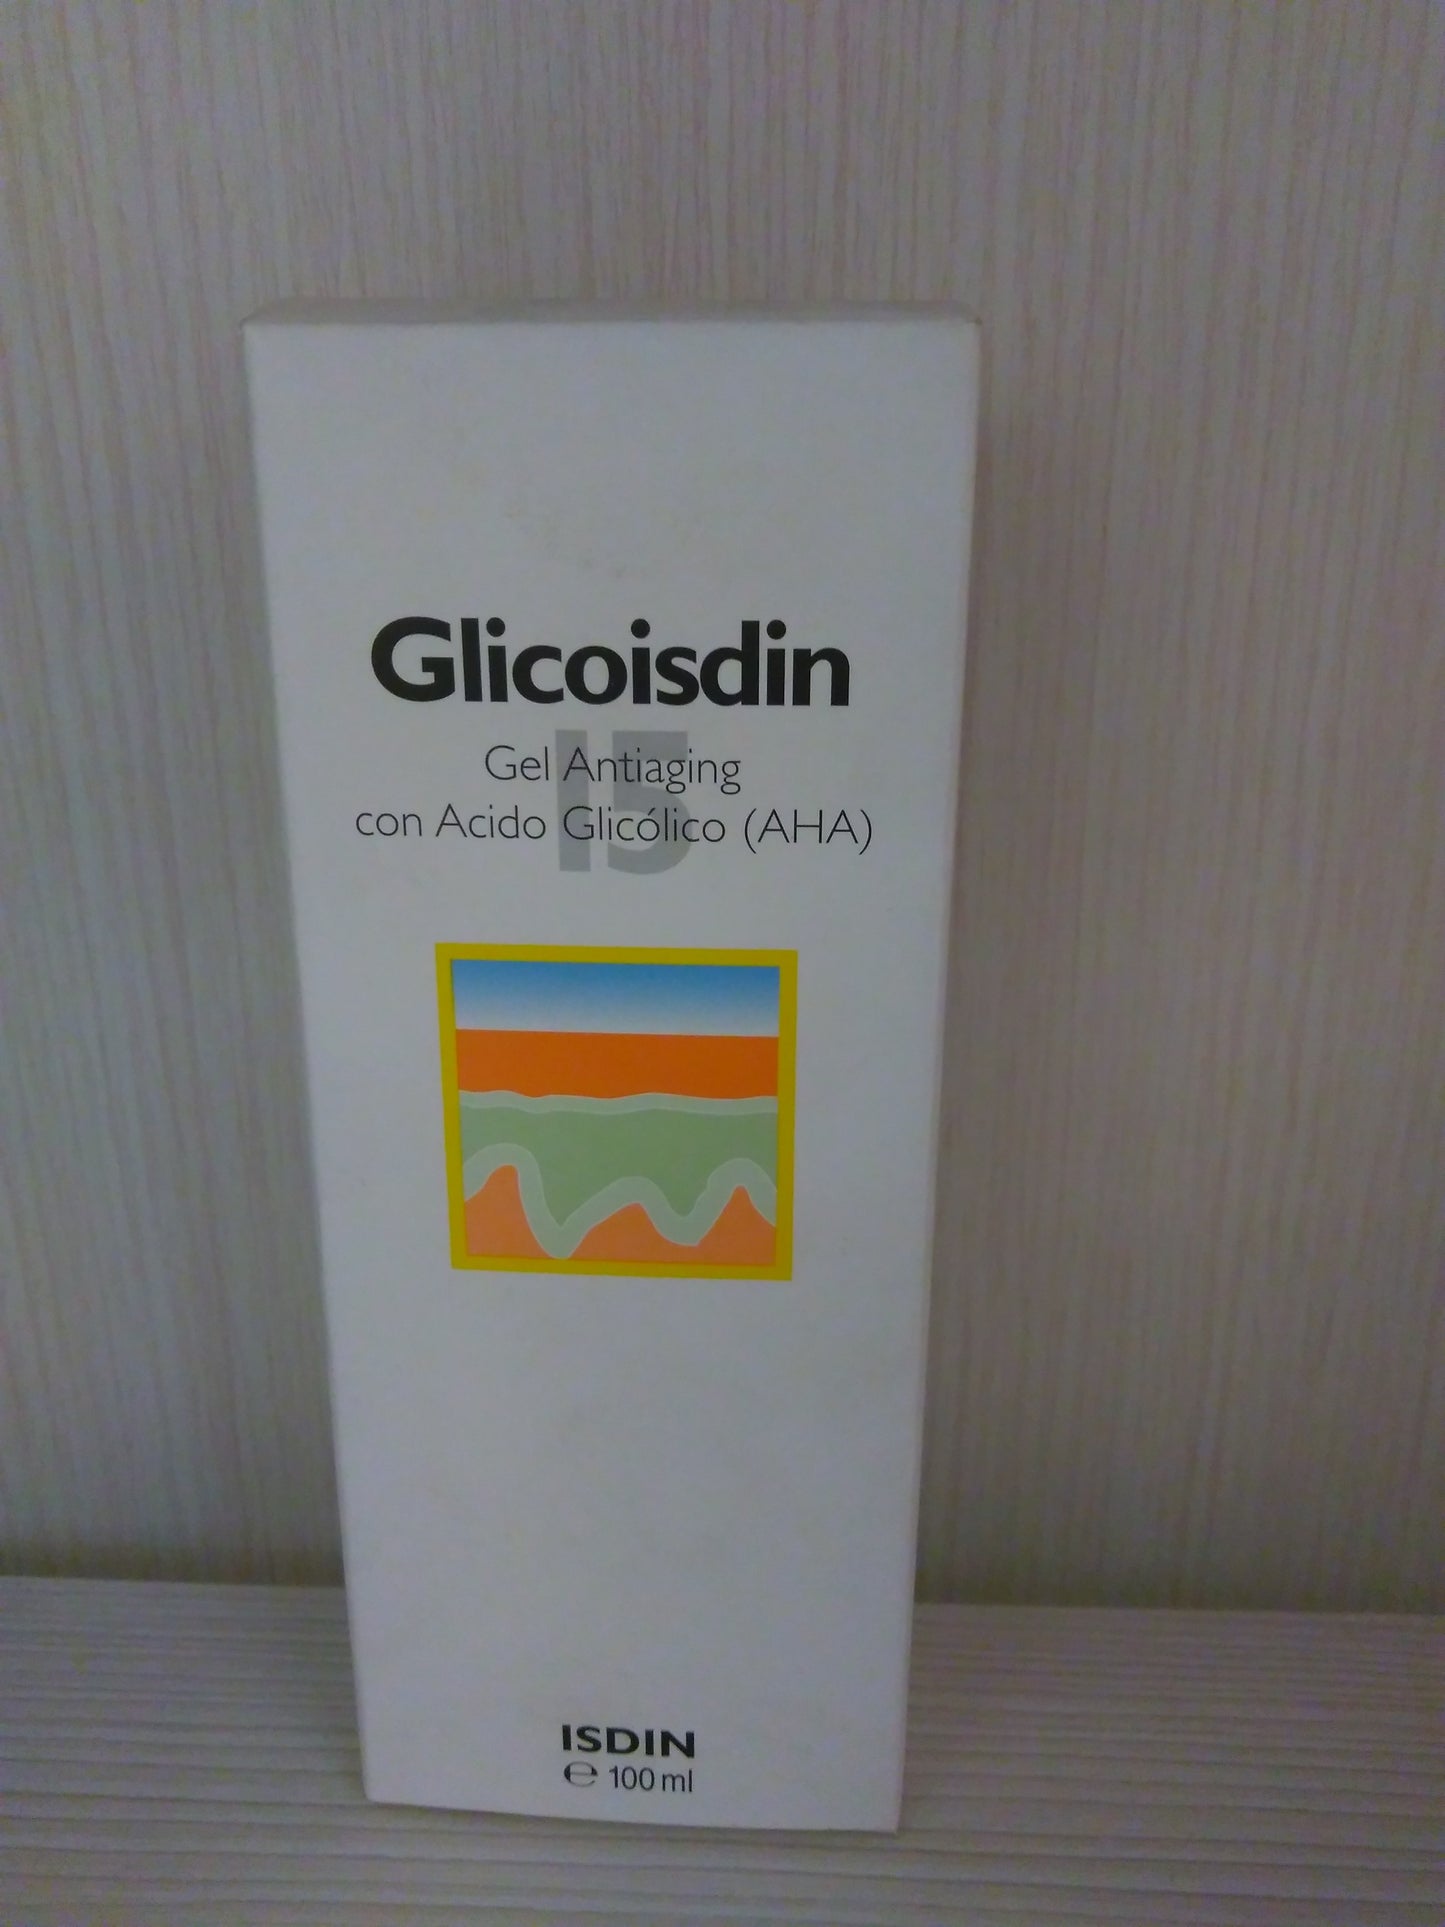 Glicoisdin
15
Gel Antiaging
con Acido Glicólico (AHA)
ISDIN
℮ 100 ml